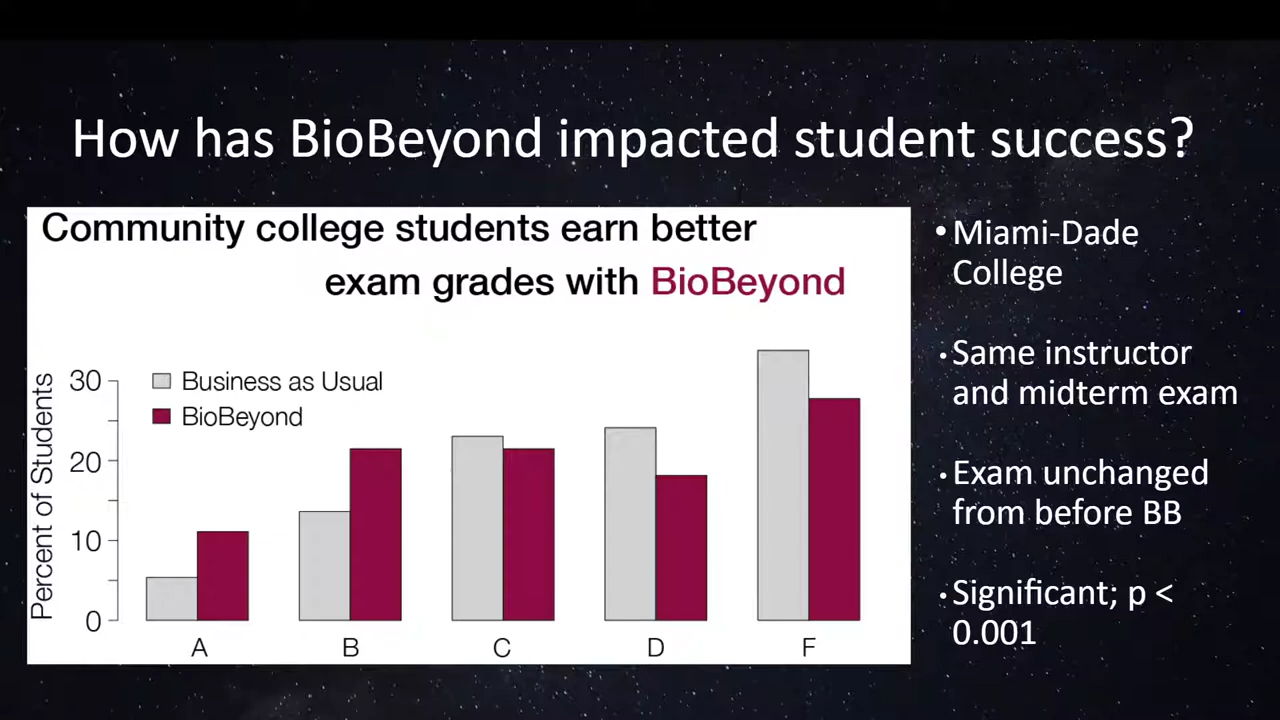 How has BioBeyond impacted student success?
Community college students earn better
exam grades with BioBeyond
Percent of Students
30
20
10
0
Business as Usual
BioBeyond
A
B
C
D
F
• Miami-Dade
College
• Same instructor
and midterm exam
• Exam unchanged
from before BB
• Significant; p <
0.001